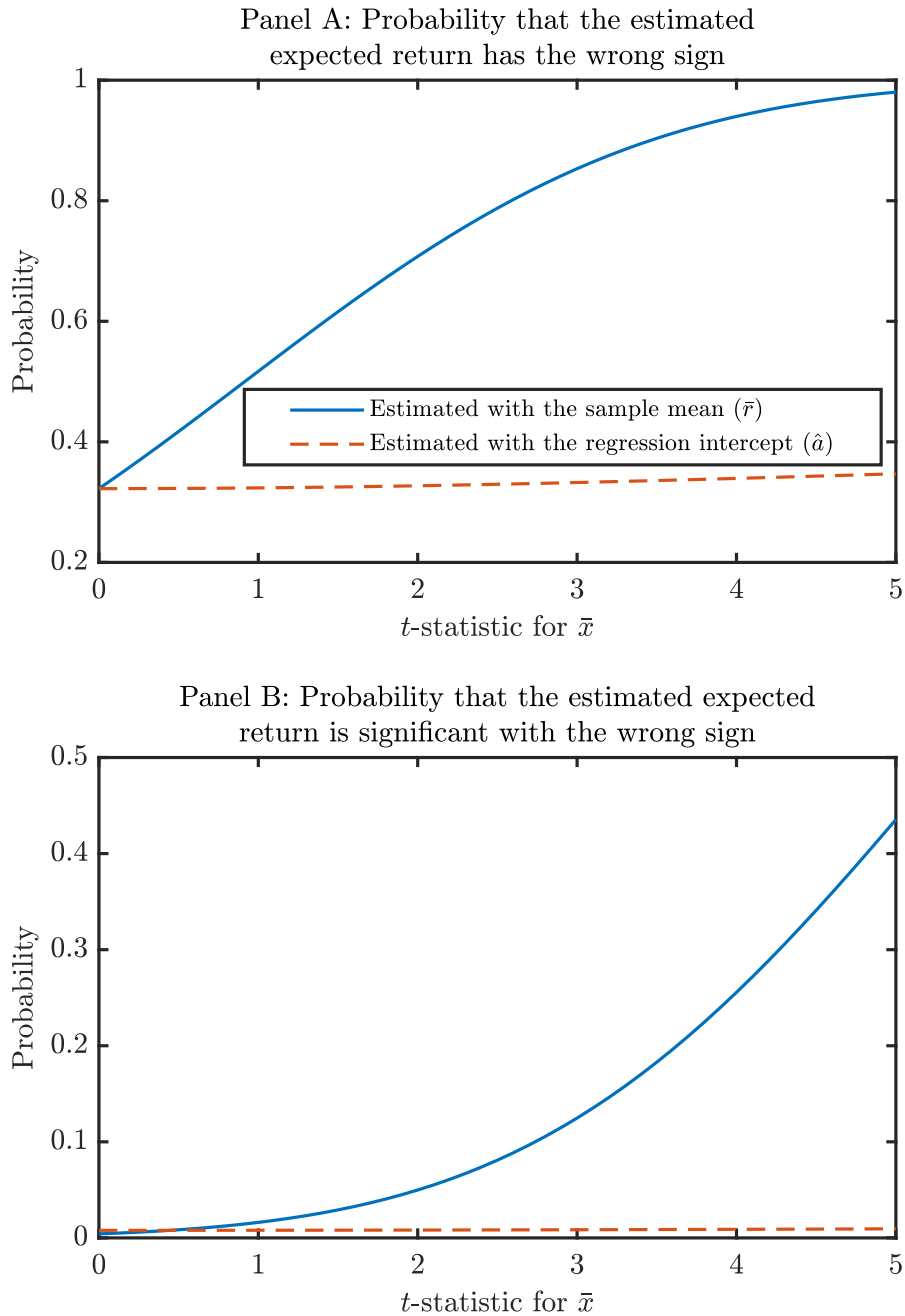 Panel A: Probability that the estimated
expected return has the wrong sign
1
0.8
0.6
0.4
0.2
Probability
Estimated with the sample mean (r̄)
Estimated with the regression intercept (â)
0 1 2 3 4 5
t-statistic for x̄
Panel B: Probability that the estimated expected
return is significant with the wrong sign
0.5
0.4
0.3
0.2
0.1
0
Probability
0 1 2 3 4 5
t-statistic for x̄